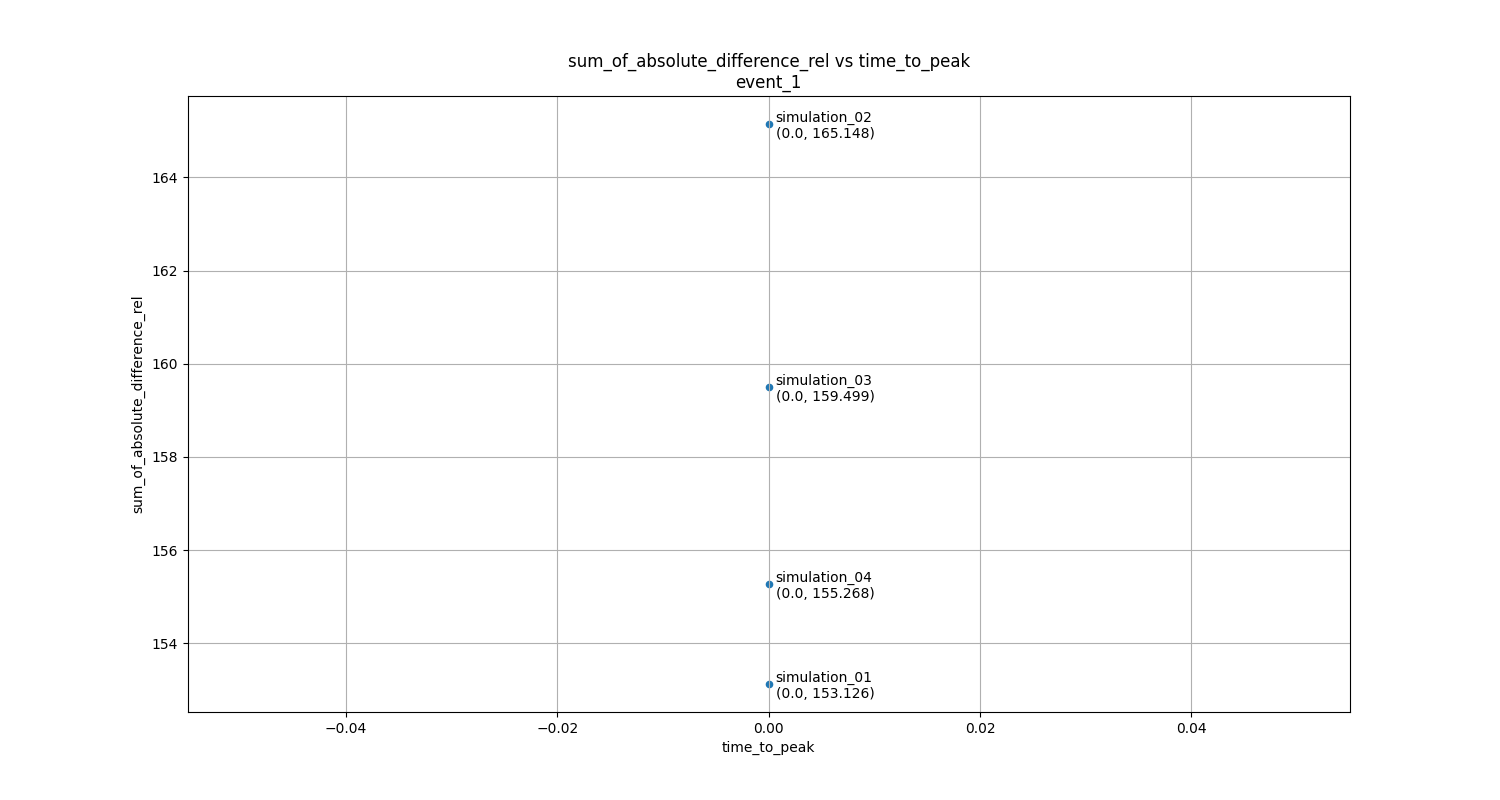 sum_of_absolute_difference_rel vs time_to_peak
event_1
simulation_02
(0.0, 165.148)
164
162
160
simulation_03
(0.0, 159.499)
158
156
simulation_04
(0.0, 155.268)
154
simulation_01
(0.0, 153.126)
sum_of_absolute_difference_rel
−0.04
−0.02
0.00
0.02
0.04
time_to_peak